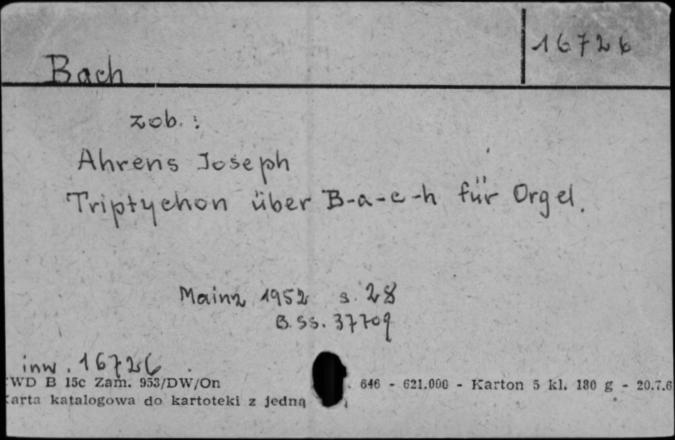 Bach
16726
zob.:
Ahrens Joseph
Triptychon über B-a-c-h für Orgel.
Mainz 1952 s. 28
B.SS. 37709
inw. 16726
WD B 15c Zam. 953/DW/On
646 - 621.000 - Karton 5 kl. 180 g - 20.7.6
arta katalogowa do kartoteki z jedną